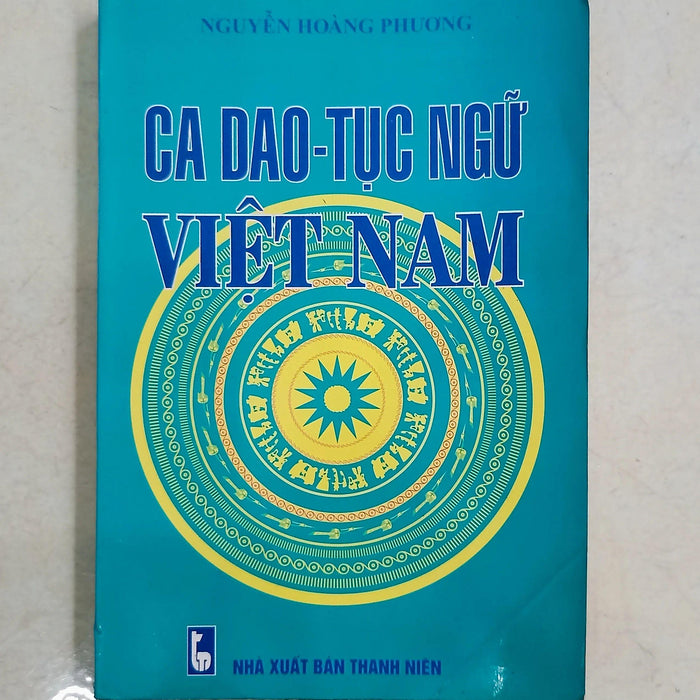 NGUYỄN HOÀNG PHƯƠNG
CA DAO-TỤC NGỮ
VIỆT NAM
NHÀ XUẤT BẢN THANH NIÊN